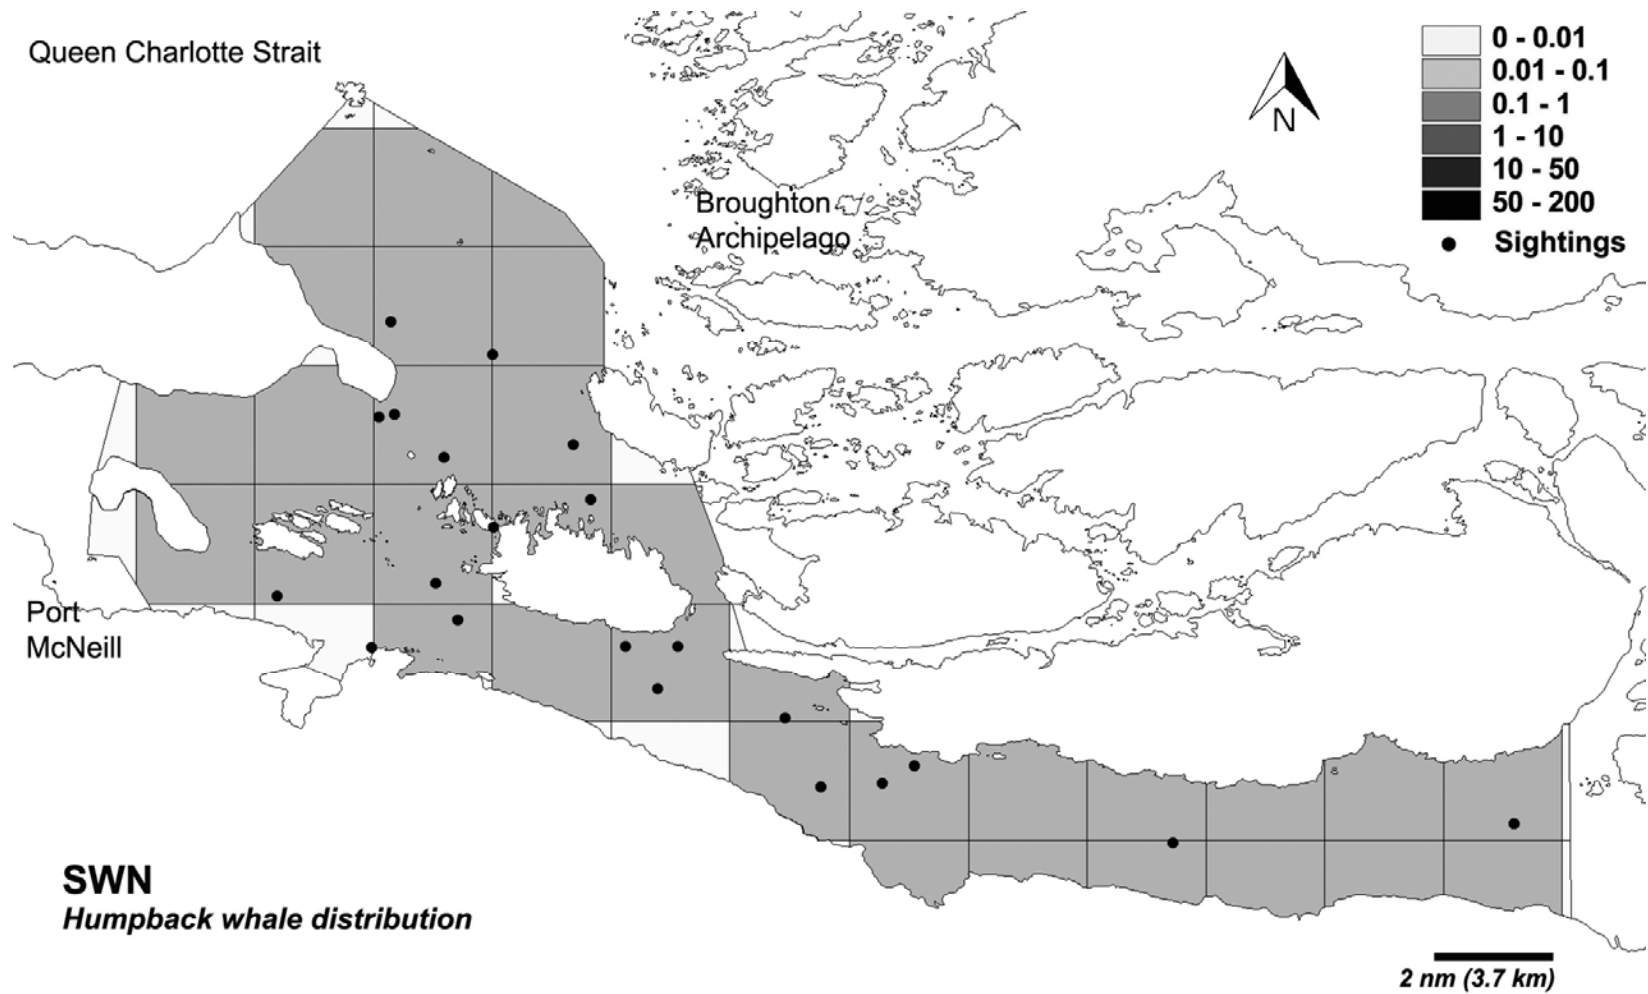 Queen Charlotte Strait
0 - 0.01
0.01 - 0.1
0.1 - 1
1 - 10
10 - 50
50 - 200
Sightings
N
Broughton
Archipelago
Port
McNeill
SWN
Humpback whale distribution
2 nm (3.7 km)